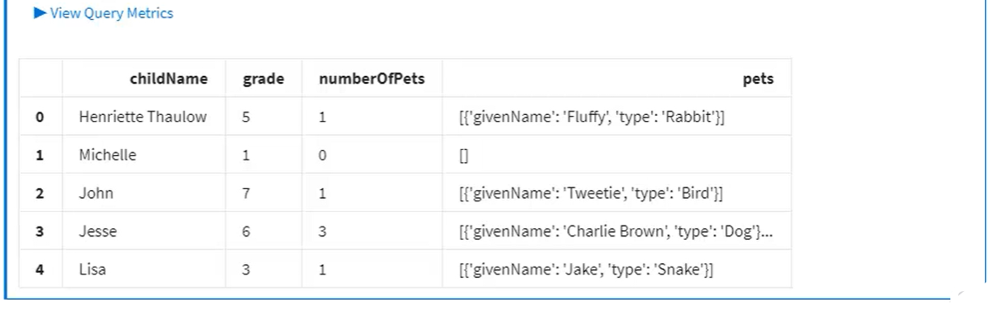 ▶ View Query Metrics
childName grade numberOfPets pets
0 Henriette Thaulow 5 1 [{'givenName': 'Fluffy', 'type': 'Rabbit'}]
1 Michelle 1 0 []
2 John 7 1 [{'givenName': 'Tweetie', 'type': 'Bird'}]
3 Jesse 6 3 [{'givenName': 'Charlie Brown', 'type': 'Dog'}...
4 Lisa 3 1 [{'givenName': 'Jake', 'type': 'Snake'}]